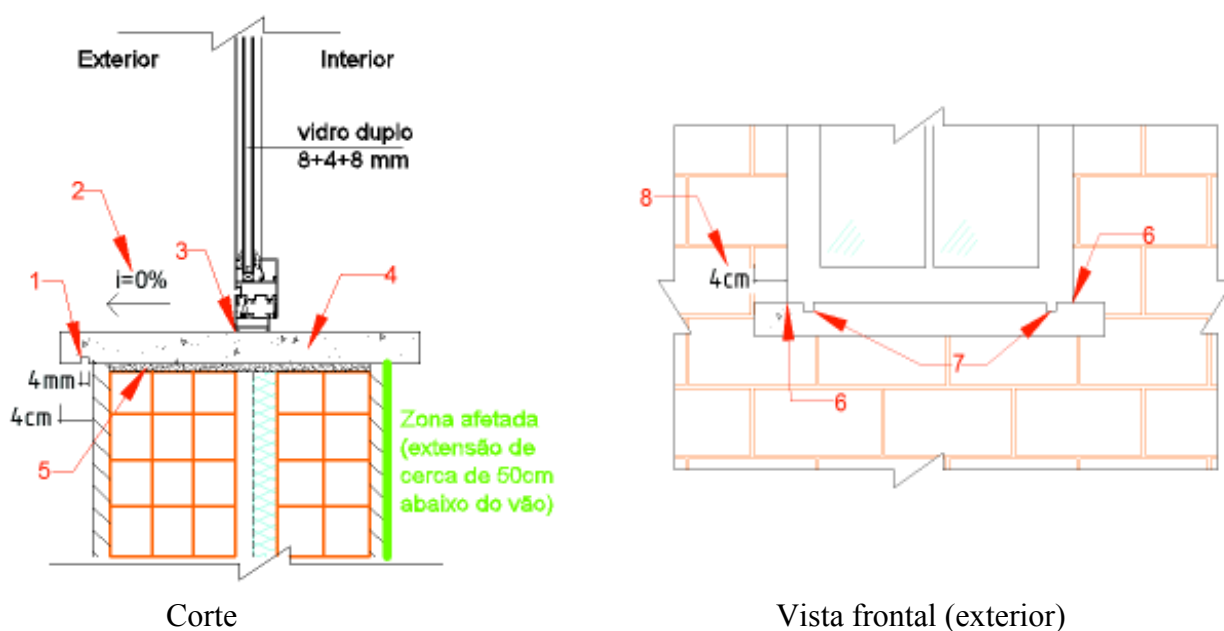 Exterior
Interior
vidro duplo
8+4+8 mm
2
i=0%
3
4
1
4mm
4cm
5
Zona afetada
(extensão de
cerca de 50cm
abaixo do vão)
Corte
8
4cm
6
7
6
Vista frontal (exterior)